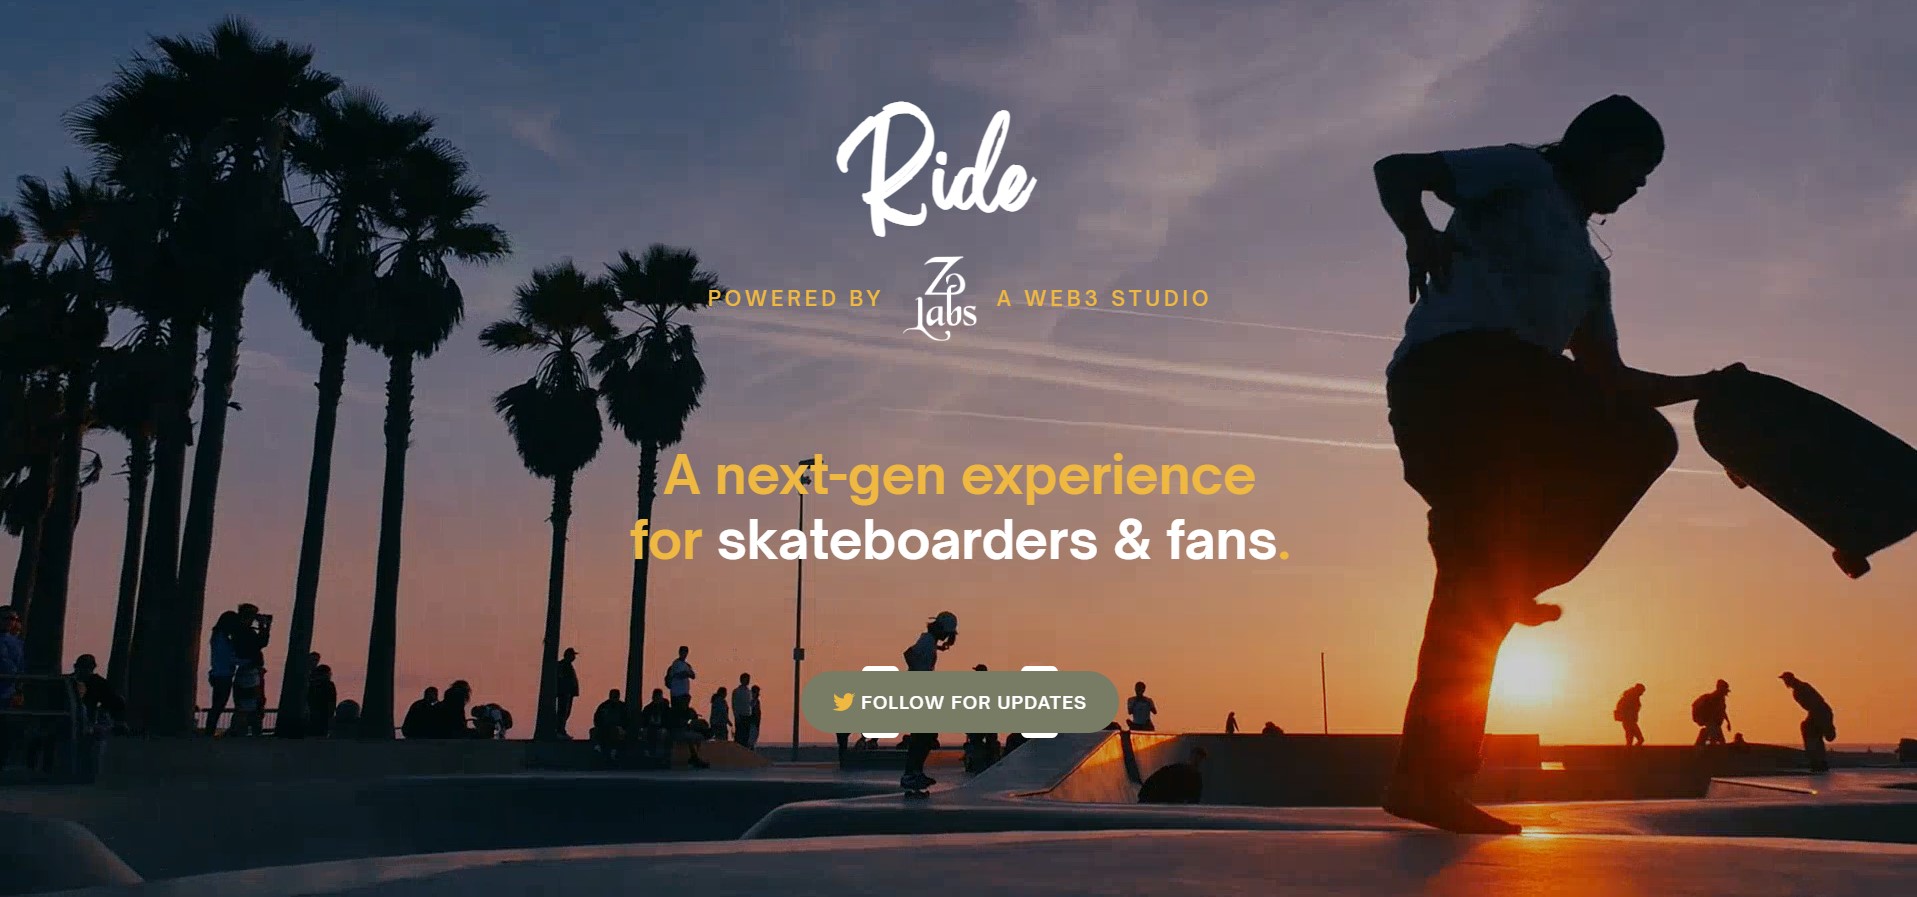 Ride
POWERED BY Zo Labs A WEB3 STUDIO
A next-gen experience
for skateboarders & fans.
FOLLOW FOR UPDATES